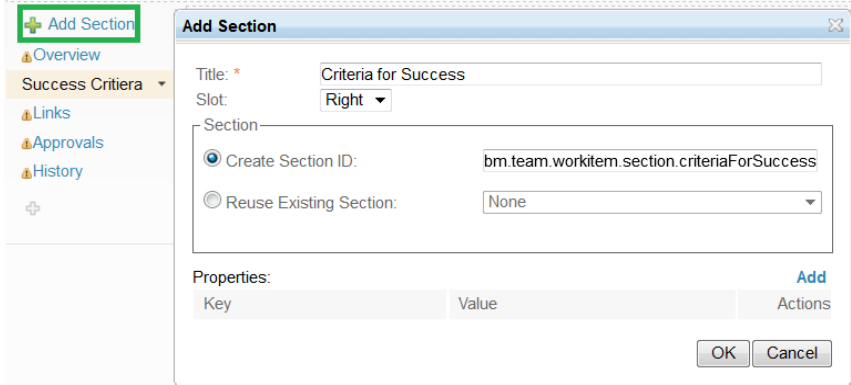 Add Section
Overview
Success Critiera
Links
Approvals
History
Add Section
Title: *
Criteria for Success
Slot:
Right
Section
Create Section ID:
bm.team.workitem.section.criteriaForSuccess
Reuse Existing Section:
None
Properties:
Add
Key Value Actions
OK Cancel